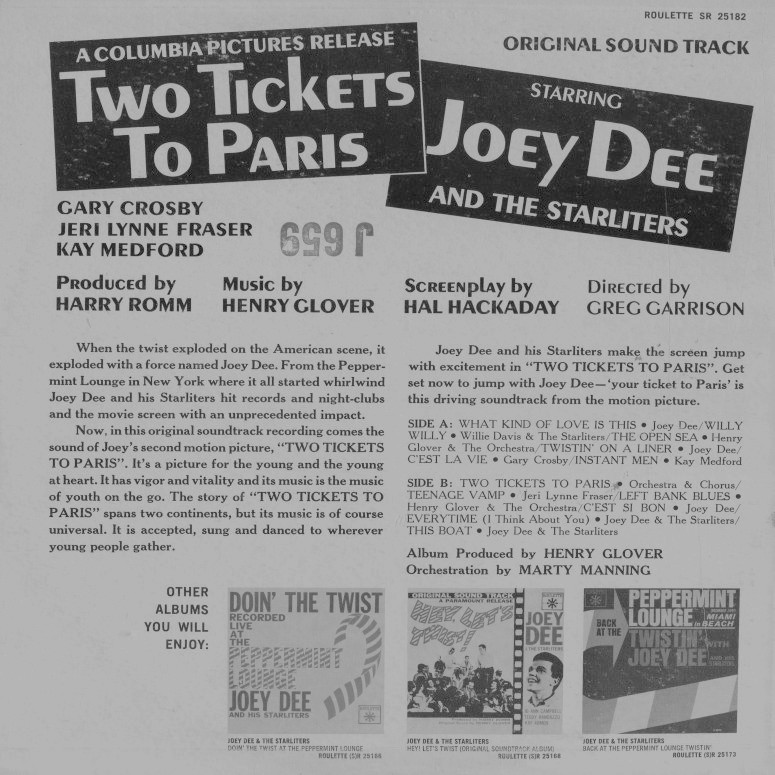 ROULETTE SR 25182
ORIGINAL SOUND TRACK
A COLUMBIA PICTURES RELEASE
TWO TICKETS
TO PARIS
STARRING
JOEY DEE
AND THE STARLITERS
GARY CROSBY
JERI LYNNE FRASER
KAY MEDFORD
J 659
Produced by
HARRY ROMM
Music by
HENRY GLOVER
Screenplay by
HAL HACKADAY
Directed by
GREG GARRISON
When the twist exploded on the American scene, it
exploded with a force named Joey Dee. From the Pepper-
mint Lounge in New York where it all started whirlwind
Joey Dee and his Starliters hit records and night-clubs
and the movie screen with an unprecedented impact.
Now, in this original soundtrack recording comes the
sound of Joey's second motion picture, "TWO TICKETS
TO PARIS". It's a picture for the young and the young
at heart. It has vigor and vitality and its music is the music
of youth on the go. The story of "TWO TICKETS TO
PARIS" spans two continents, but its music is of course
universal. It is accepted, sung and danced to wherever
young people gather.
Joey Dee and his Starliters make the screen jump
with excitement in "TWO TICKETS TO PARIS". Get
set now to jump with Joey Dee—'your ticket to Paris' is
this driving soundtrack from the motion picture.
SIDE A: WHAT KIND OF LOVE IS THIS • Joey Dee/WILLY
WILLY • Willie Davis & The Starliters/THE OPEN SEA • Henry
Glover & The Orchestra/TWISTIN' ON A LINER • Joey Dee/
C'EST LA VIE • Gary Crosby/INSTANT MEN • Kay Medford
SIDE B: TWO TICKETS TO PARIS • Orchestra & Chorus/
TEENAGE VAMP • Jeri Lynne Fraser/LEFT BANK BLUES •
Henry Glover & The Orchestra/C'EST SI BON • Joey Dee/
EVERYTIME (I Think About You) • Joey Dee & The Starliters/
THIS BOAT • Joey Dee & The Starliters
Album Produced by HENRY GLOVER
Orchestration by MARTY MANNING
OTHER
ALBUMS
YOU WILL
ENJOY:
DOIN' THE TWIST
RECORDED
LIVE
AT
THE
PEPPERMINT
LOUNGE
JOEY DEE
AND HIS STARLITERS
JOEY DEE & THE STARLITERS
DOIN' THE TWIST AT THE PEPPERMINT LOUNGE
ROULETTE (S)R 25166
ORIGINAL SOUND TRACK
A PARAMOUNT RELEASE
HEY, LET'S
TWIST!
JOEY
DEE
& THE STARLITERS
JOEY DEE & THE STARLITERS
HEY! LET'S TWIST (ORIGINAL SOUNDTRACK ALBUM)
ROULETTE (S)R 25168
BACK
AT THE
PEPPERMINT
LOUNGE
MIAMI
BEACH
TWISTIN' WITH
JOEY DEE
AND HIS
STARLITERS
JOEY DEE & THE STARLITERS
BACK AT THE PEPPERMINT LOUNGE TWISTIN'
ROULETTE (S)R 25173